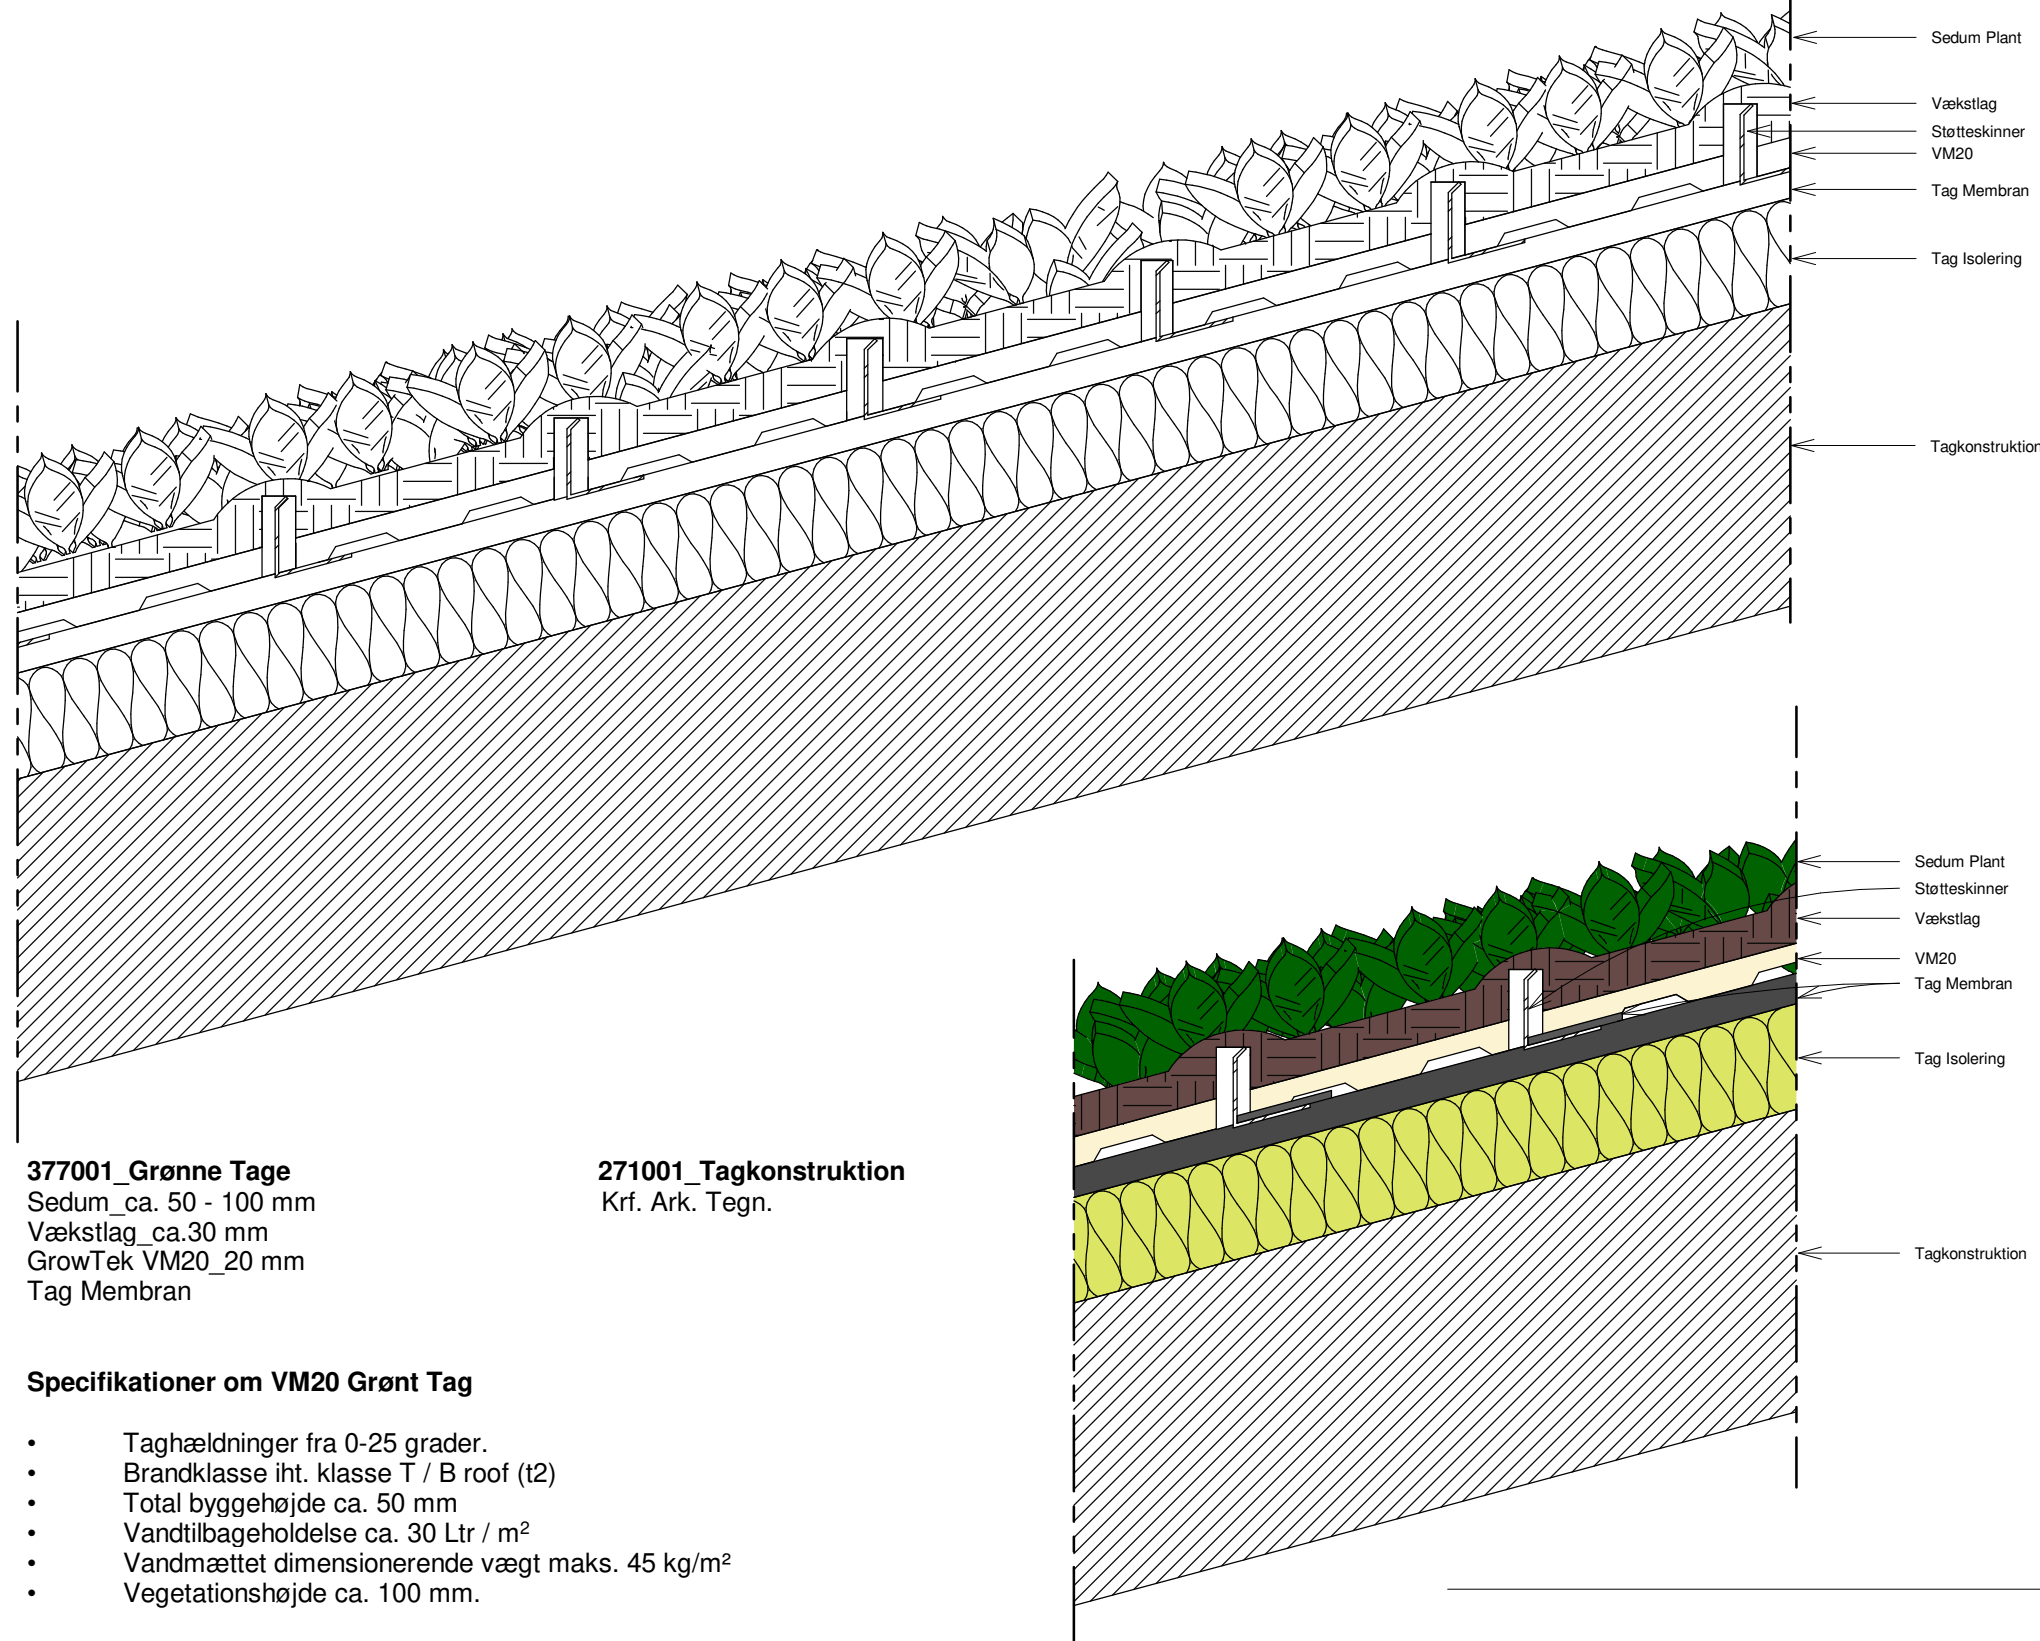 Sedum Plant
Vækstlag
Støtteskinner
VM20
Tag Membran
Tag Isolering
Tagkonstruktion
Sedum Plant
Støtteskinner
Vækstlag
VM20
Tag Membran
Tag Isolering
Tagkonstruktion
377001_Grønne Tage
Sedum_ca. 50 - 100 mm
Vækstlag_ca.30 mm
GrowTek VM20_20 mm
Tag Membran
271001_Tagkonstruktion
Krf. Ark. Tegn.
Specifikationer om VM20 Grønt Tag
• Taghældninger fra 0-25 grader.
• Brandklasse iht. klasse T / B roof (t2)
• Total byggehøjde ca. 50 mm
• Vandtilbageholdelse ca. 30 Ltr / m²
• Vandmættet dimensionerende vægt maks. 45 kg/m²
• Vegetationshøjde ca. 100 mm.